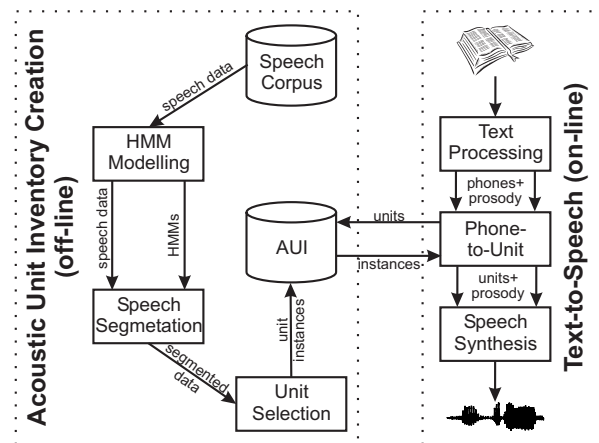 Acoustic Unit Inventory Creation
(off-line)
Speech
Corpus
speech data
HMM
Modelling
speech data
HMMs
Speech
Segmetation
segmented
data
Unit
Selection
unit
instances
AUI
units
instances
Text
Processing
phones+
prosody
Phone-
to-Unit
units+
prosody
Speech
Synthesis
Text-to-Speech (on-line)